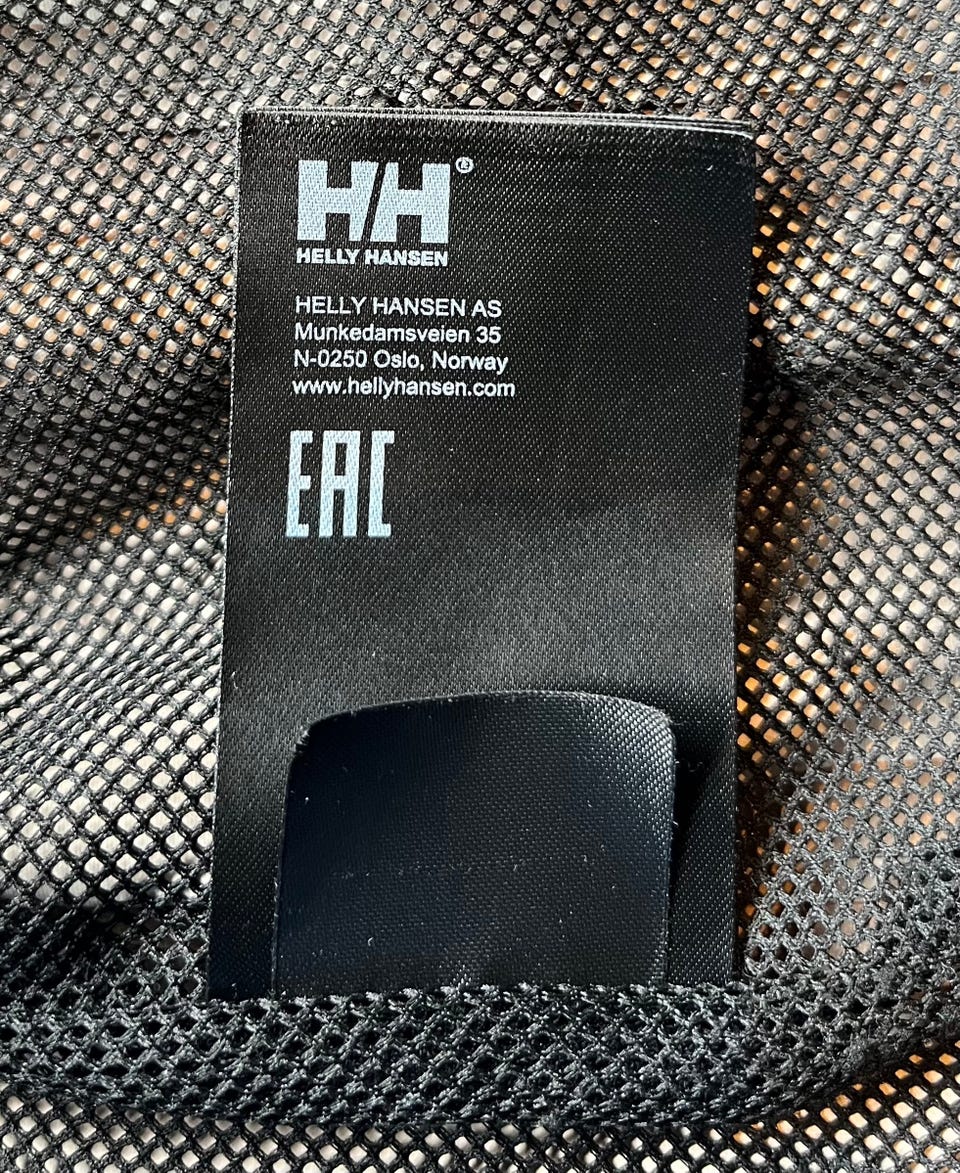 HH®
HELLY HANSEN
HELLY HANSEN AS
Munkedamsveien 35
N-0250 Oslo, Norway
www.hellyhansen.com
EAC